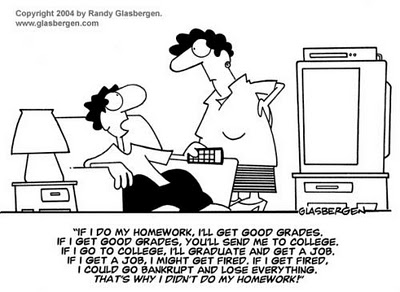 Copyright 2004 by Randy Glasbergen.
www.glasbergen.com
GLASBERGEN
"IF I DO MY HOMEWORK, I'LL GET GOOD GRADES.
IF I GET GOOD GRADES, YOU'LL SEND ME TO COLLEGE.
IF I GO TO COLLEGE, I'LL GRADUATE AND GET A JOB.
IF I GET A JOB, I MIGHT GET FIRED. IF I GET FIRED,
I COULD GO BANKRUPT AND LOSE EVERYTHING.
THAT'S WHY I DIDN'T DO MY HOMEWORK!"